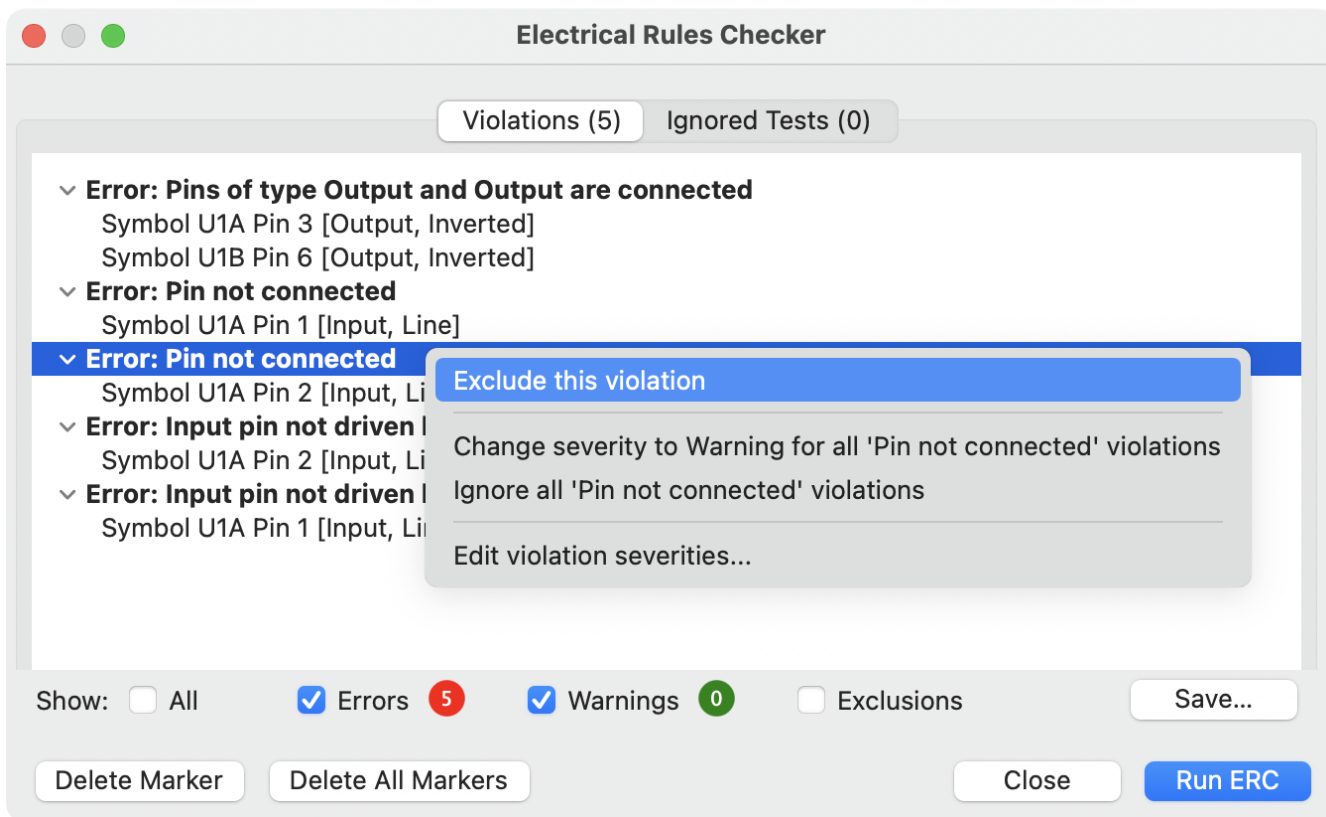 Electrical Rules Checker
Violations (5) Ignored Tests (0)
Error: Pins of type Output and Output are connected
Symbol U1A Pin 3 [Output, Inverted]
Symbol U1B Pin 6 [Output, Inverted]
Error: Pin not connected
Symbol U1A Pin 1 [Input, Line]
Error: Pin not connected
Symbol U1A Pin 2 [Input,
Error: Input pin not driven
Symbol U1A Pin 2 [Input,
Error: Input pin not driven
Symbol U1A Pin 1 [Input,
Exclude this violation
Change severity to Warning for all 'Pin not connected' violations
Ignore all 'Pin not connected' violations
Edit violation severities...
Show: All Errors 5 Warnings 0 Exclusions Save...
Delete Marker Delete All Markers Close Run ERC